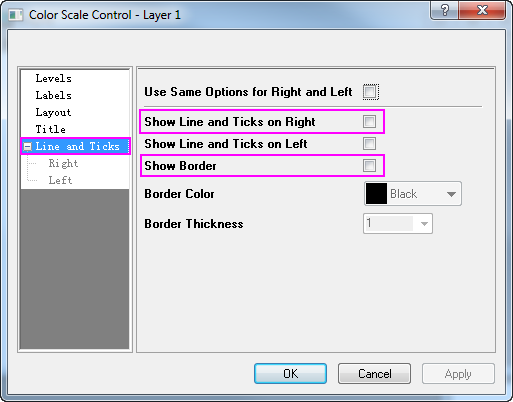 Color Scale Control - Layer 1
Levels
Labels
Layout
Title
Line and Ticks
Right
Left
Use Same Options for Right and Left
Show Line and Ticks on Right
Show Line and Ticks on Left
Show Border
Border Color
Black
Border Thickness
1
OK
Cancel
Apply